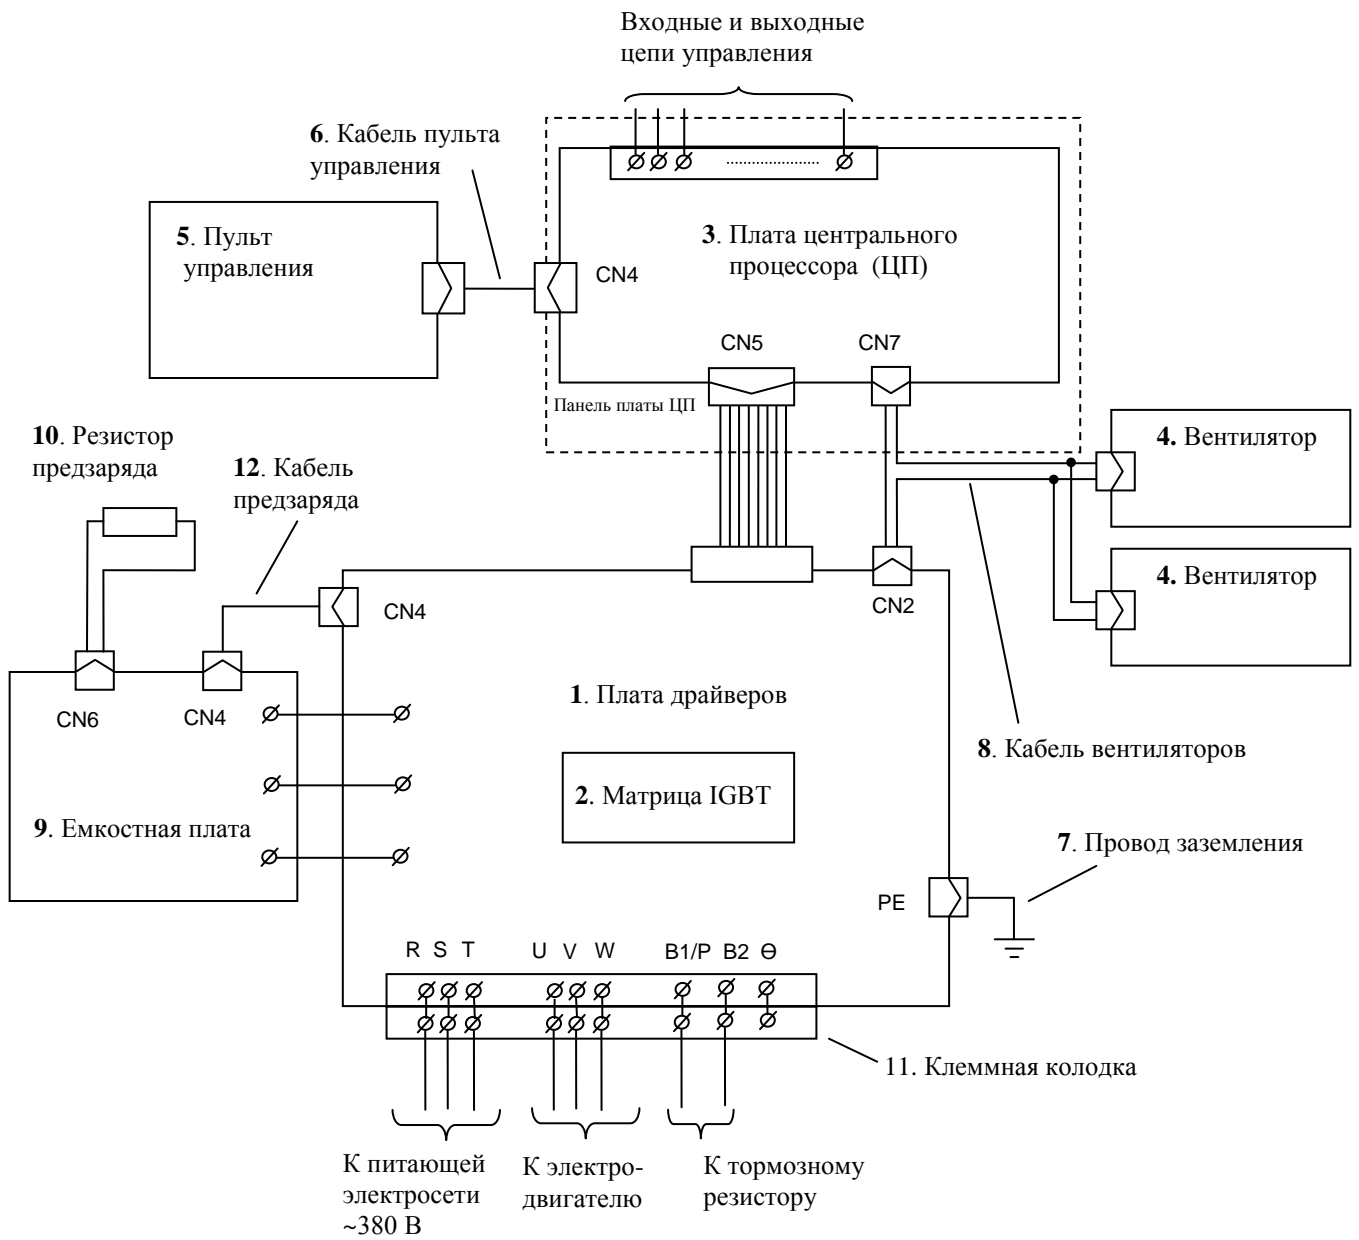 Входные и выходные
цепи управления
6. Кабель пульта
управления
5. Пульт
управления
CN4
3. Плата центрального
процессора (ЦП)
CN5
CN7
Панель платы ЦП
4. Вентилятор
4. Вентилятор
10. Резистор
предзаряда
12. Кабель
предзаряда
CN4
CN2
CN6
CN4
1. Плата драйверов
2. Матрица IGBT
8. Кабель вентиляторов
9. Емкостная плата
7. Провод заземления
PE
R S T U V W B1/P B2 Ѳ
11. Клеммная колодка
К питающей
электросети
~380 В
К электро-
двигателю
К тормозному
резистору